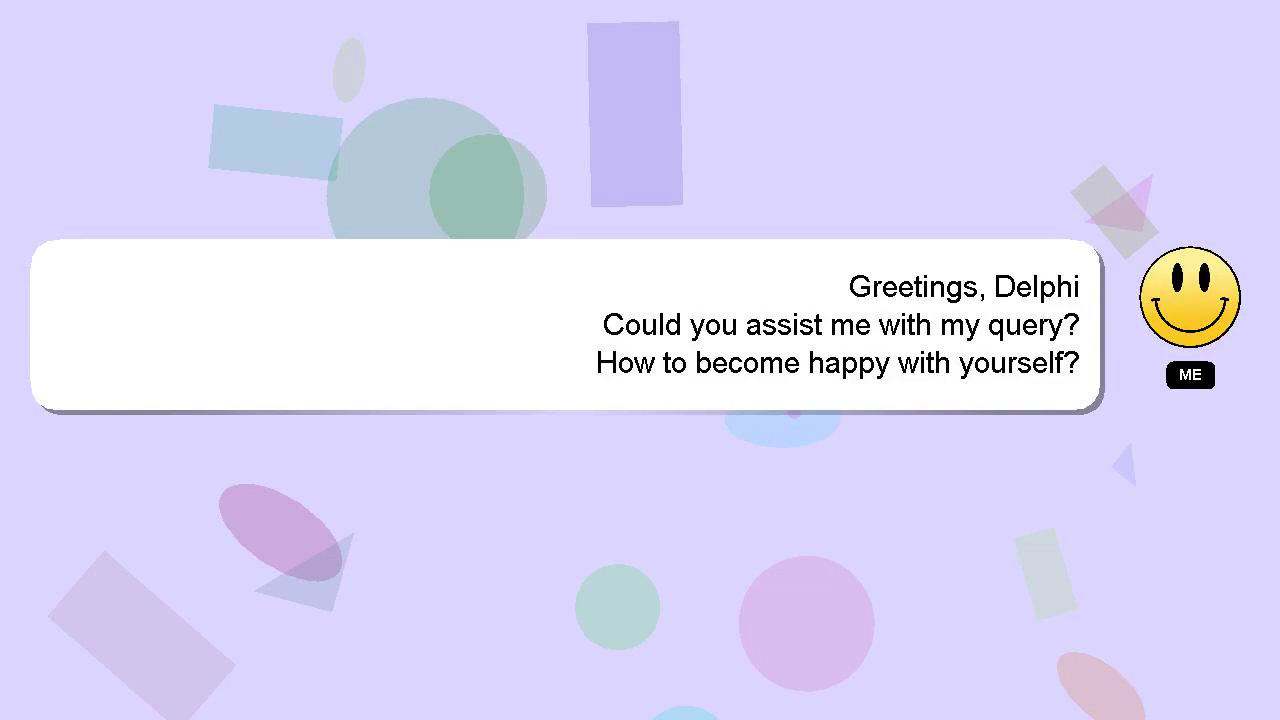 Greetings, Delphi
Could you assist me with my query?
How to become happy with yourself?
ME